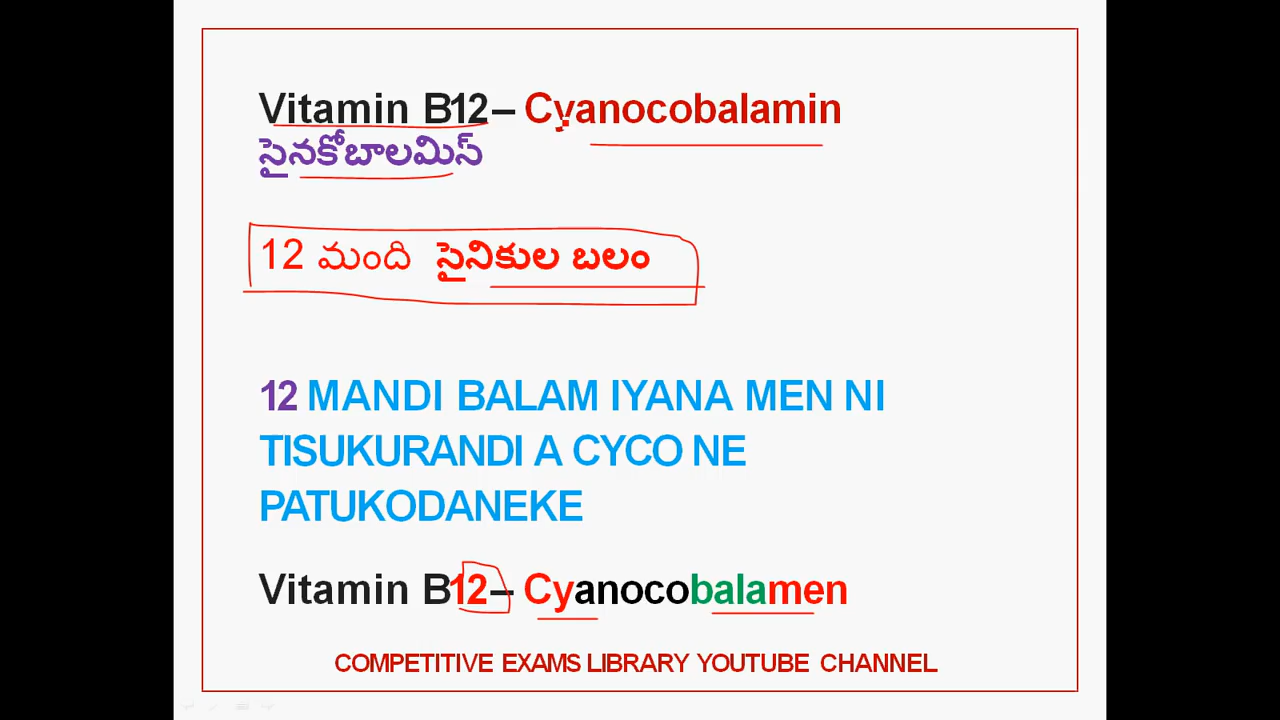 Vitamin B12– Cyanocobalamin
సైనకోబాలమిస్
12 మంది సైనికుల బలం
12 MANDI BALAM IYANA MEN NI
TISUKURANDI A CYCO NE
PATUKODANEKE
Vitamin B12– Cyanocobalamen
COMPETITIVE EXAMS LIBRARY YOUTUBE CHANNEL